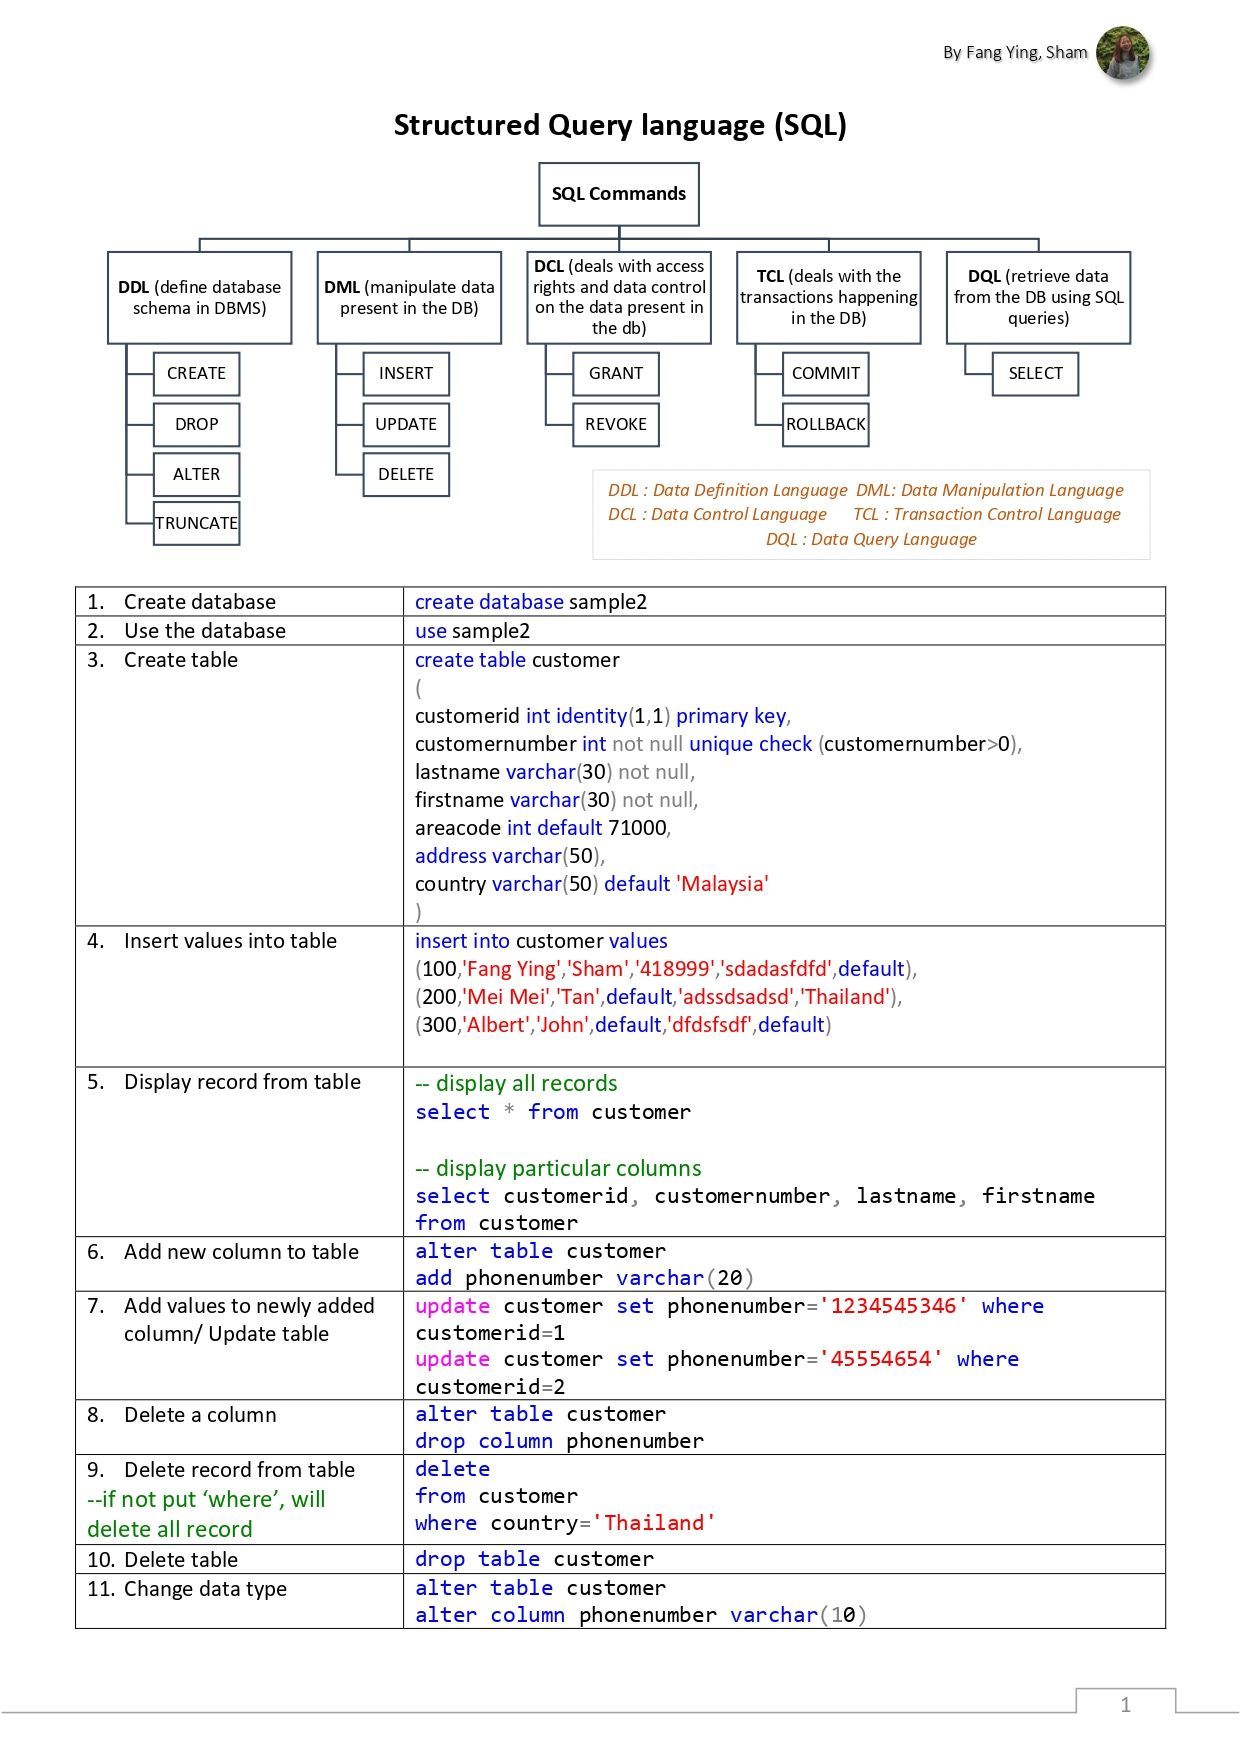 By Fang Ying, Sham
Structured Query language (SQL)
SQL Commands
DDL (define database
schema in DBMS)
DML (manipulate data
present in the DB)
DCL (deals with access
rights and data control
on the data present in
the db)
TCL (deals with the
transactions happening
in the DB)
DQL (retrieve data
from the DB using SQL
queries)
CREATE
DROP
ALTER
TRUNCATE
INSERT
UPDATE
DELETE
GRANT
REVOKE
COMMIT
ROLLBACK
SELECT
DDL : Data Definition Language DML: Data Manipulation Language
DCL : Data Control Language TCL : Transaction Control Language
DQL : Data Query Language
1. Create database
create database sample2
2. Use the database
use sample2
3. Create table
create table customer
(
customerid int identity(1,1) primary key,
customernumber int not null unique check (customernumber>0),
lastname varchar(30) not null,
firstname varchar(30) not null,
areacode int default 71000,
address varchar(50),
country varchar(50) default 'Malaysia'
)
4. Insert values into table
insert into customer values
(100,'Fang Ying','Sham','418999','sdadasfdfd',default),
(200,'Mei Mei','Tan',default,'adssdsadsd','Thailand'),
(300,'Albert','John',default,'dfdsfsdf',default)
5. Display record from table
-- display all records
select * from customer
-- display particular columns
select customerid, customernumber, lastname, firstname
from customer
6. Add new column to table
alter table customer
add phonenumber varchar(20)
7. Add values to newly added
column/ Update table
update customer set phonenumber='1234545346' where
customerid=1
update customer set phonenumber='45554654' where
customerid=2
8. Delete a column
alter table customer
drop column phonenumber
9. Delete record from table
--if not put ‘where’, will
delete all record
delete
from customer
where country='Thailand'
10. Delete table
drop table customer
11. Change data type
alter table customer
alter column phonenumber varchar(10)
1